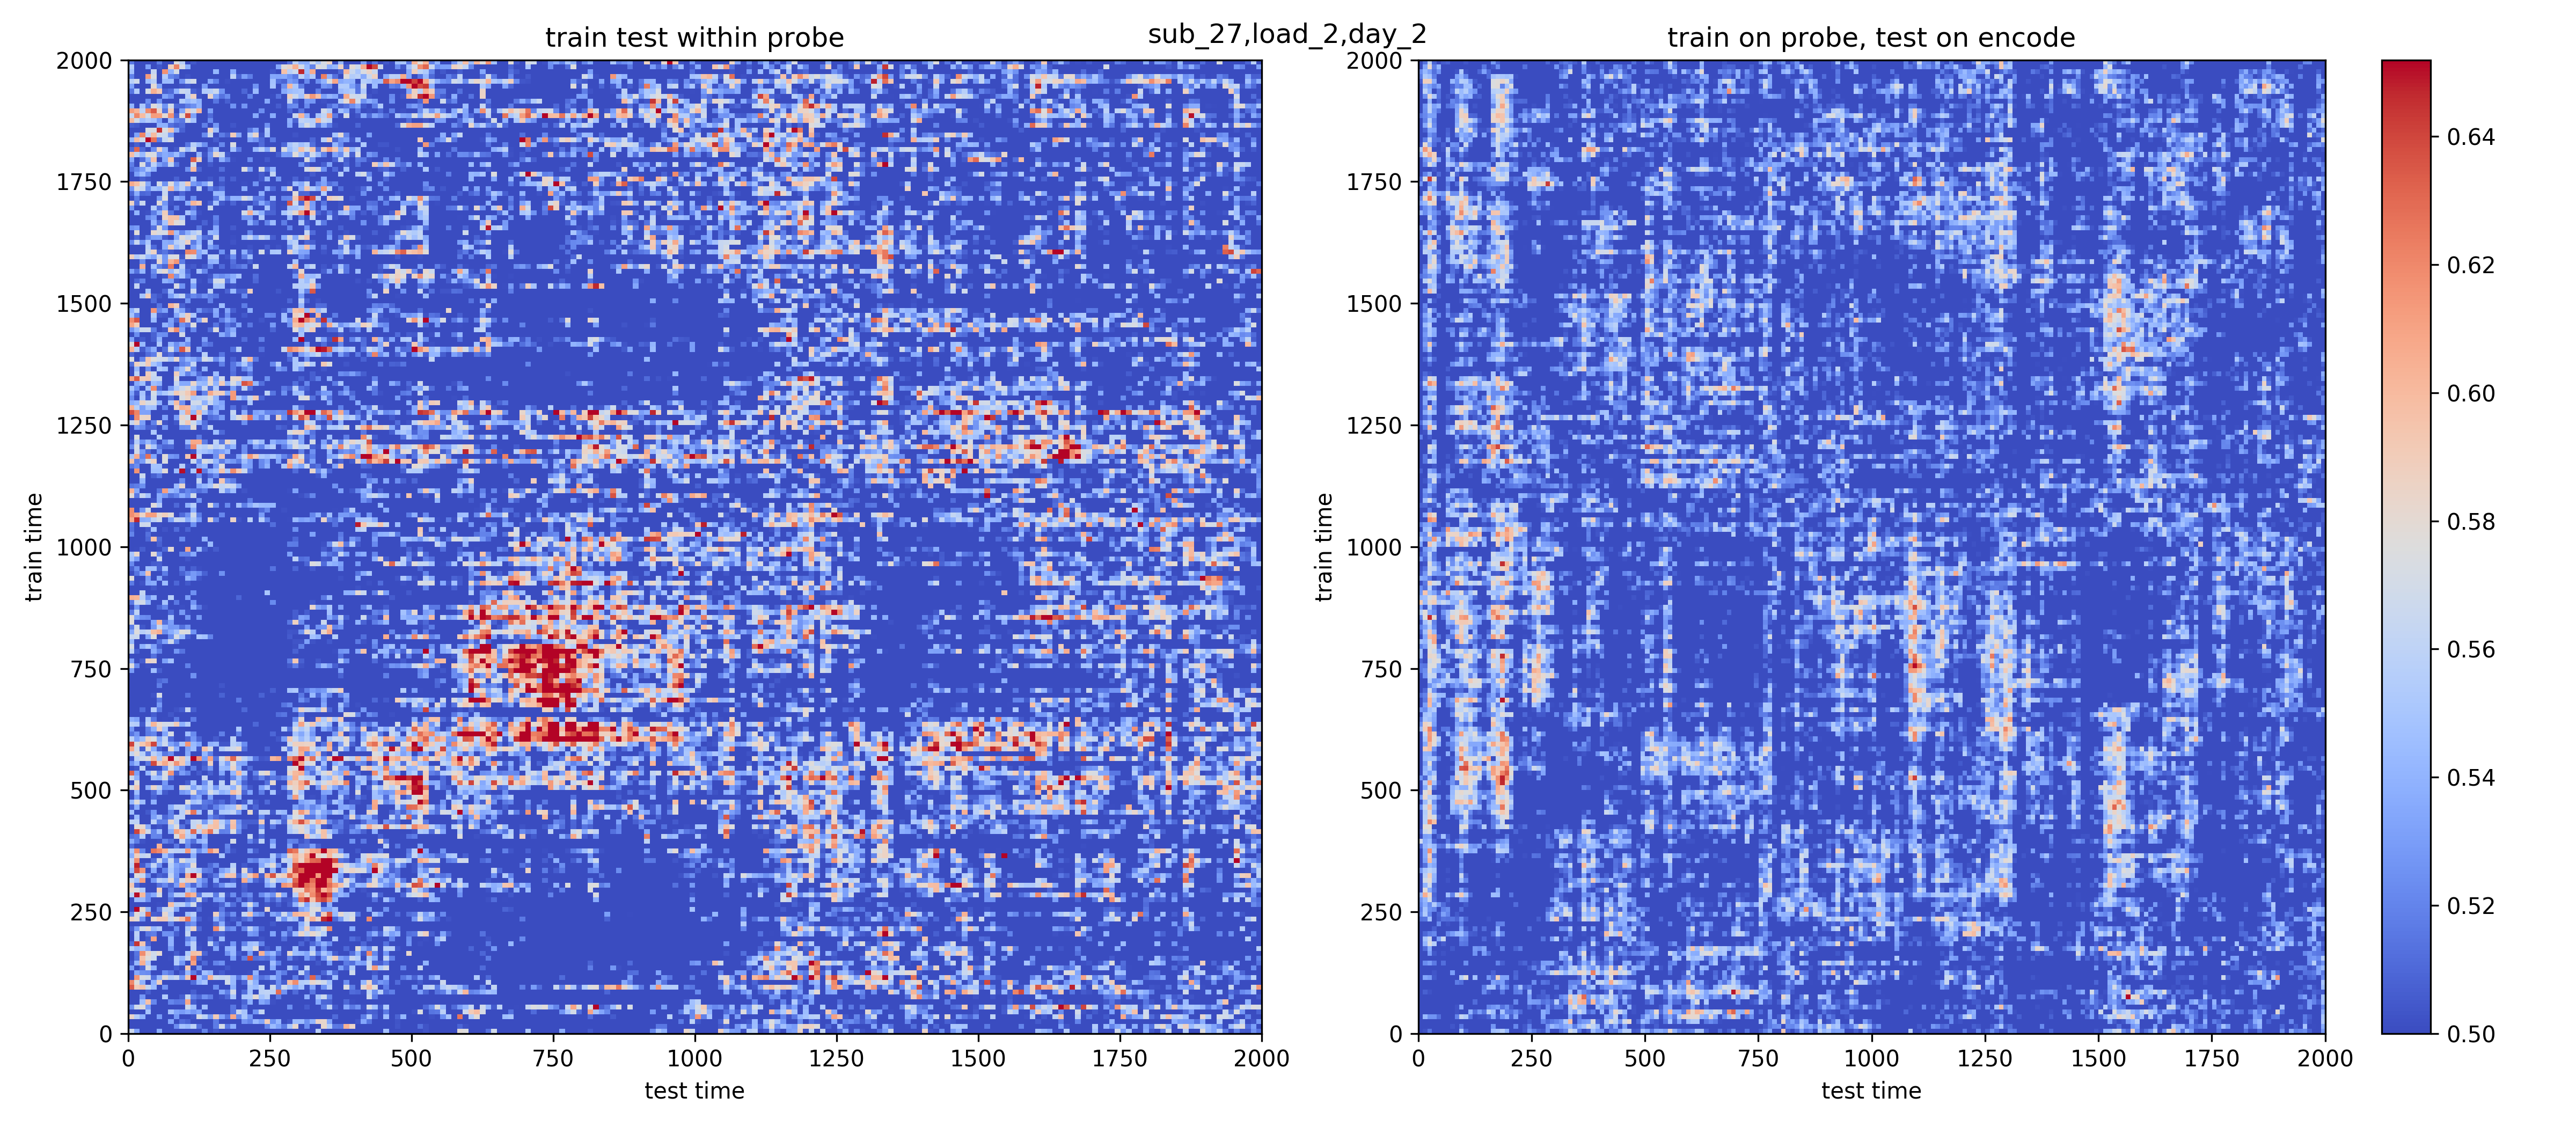 sub_27,load_2,day_2
train test within probe
2000
1750
1500
1250
1000
750
500
250
0
train time
0 250 500 750 1000 1250 1500 1750 2000
test time
train on probe, test on encode
2000
1750
1500
1250
1000
750
500
250
0
train time
0 250 500 750 1000 1250 1500 1750 2000
test time
0.64
0.62
0.60
0.58
0.56
0.54
0.52
0.50